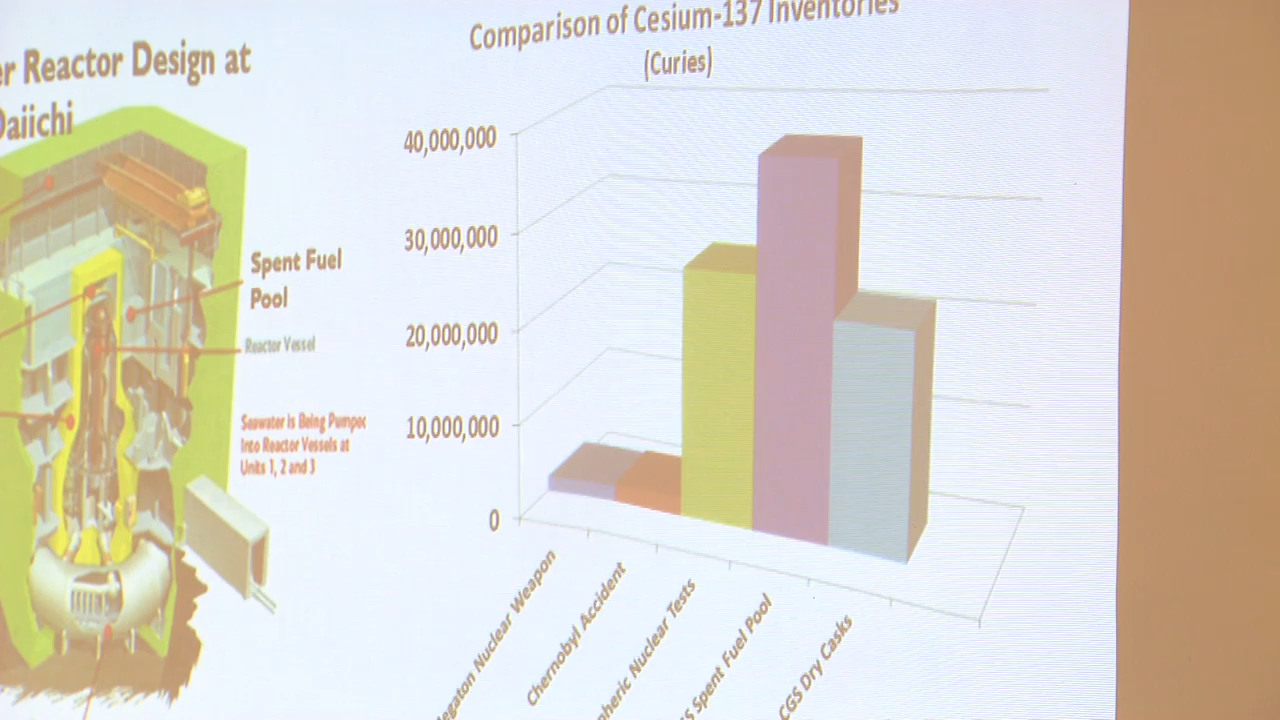 Reactor Design at
Daiichi
Spent Fuel
Pool
Reactor Vessel
Seawater Is Being Pumped
Into Reactor Vessels at
Units 1, 2 and 3
Comparison of Cesium-137 Inventories
(Curies)
40,000,000
30,000,000
20,000,000
10,000,000
0
Nuclear Weapon
Chernobyl Accident
Nuclear Tests
Spent Fuel Pool
CGS Dry Casks